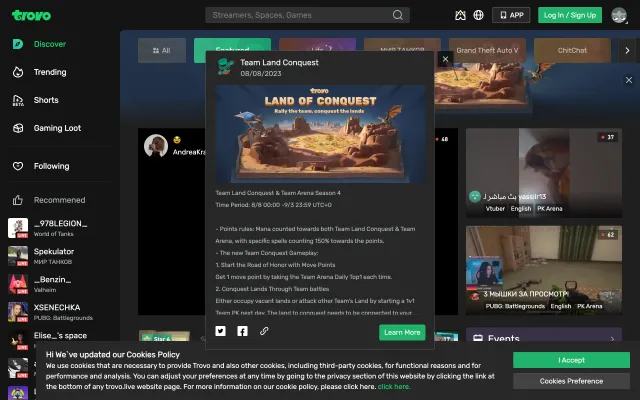 trovo
Streamers, Spaces, Games
APP
Log In / Sign Up
Discover
Trending
BETA
Shorts
Gaming Loot
Following
Recommened
_978LEGION_
World of Tanks
LIVE
Spekulator
МИР ТАНКОВ
LIVE
_Benzin_
Valheim
LIVE
XSENECHKA
PUBG: Battlegrounds
LIVE
Elise_'s space
LIVE
All
Featured
МИР ТАНКОВ
Grand Theft Auto V
ChitChat
AndreaKra
48
Team Land Conquest
08/08/2023
trovo
LAND OF CONQUEST
Rally the team, conquest the lands
Team Land Conquest & Team Arena Season 4
Time Period: 8/8 00:00 -9/3 23:59 UTC+0
- Points rules: Mana counted towards both Team Land Conquest & Team
Arena, with specific spells counting 150% towards the points.
- The new Team Conquest Gameplay:
1. Start the Road of Honor with Move Points
Get 1 move point by taking the Team Arena Daily Top1 each time.
2. Conquest Lands Through Team battles
Either occupy vacant lands or attack other Team's Land by starting a 1v1
Team PK next day. The land to conquest needs to be connected to your
Learn More
37
بث مباشر لـ yassir13
Vtuber
English
PK Arena
62
3 МЫШКИ ЗА ПРОСМОТР!
PUBG: Battlegrounds
English
PK Arena
Star 6
Events
Hi We've updated our Cookies Policy
We use cookies that are necessary to provide Trovo and also other cookies, including third-party cookies, for functional reasons and for
performance and analysis. You can adjust your preferences at any time by going to the privacy section of this website by clicking the link
at the bottom of any trovo.live website page. For more information on our cookie policy, please click here. click here.
I Accept
Cookies Preference